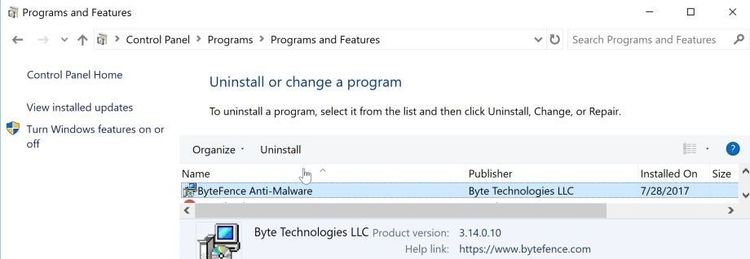 Programs and Features
Control Panel > Programs > Programs and Features
Search Programs and Features
Control Panel Home
View installed updates
Turn Windows features on or
off
Uninstall or change a program
To uninstall a program, select it from the list and then click Uninstall, Change, or Repair.
Organize Uninstall
Name Publisher Installed On Size
ByteFence Anti-Malware Byte Technologies LLC 7/28/2017
Byte Technologies LLC Product version: 3.14.0.10
Help link: https://www.bytefence.com